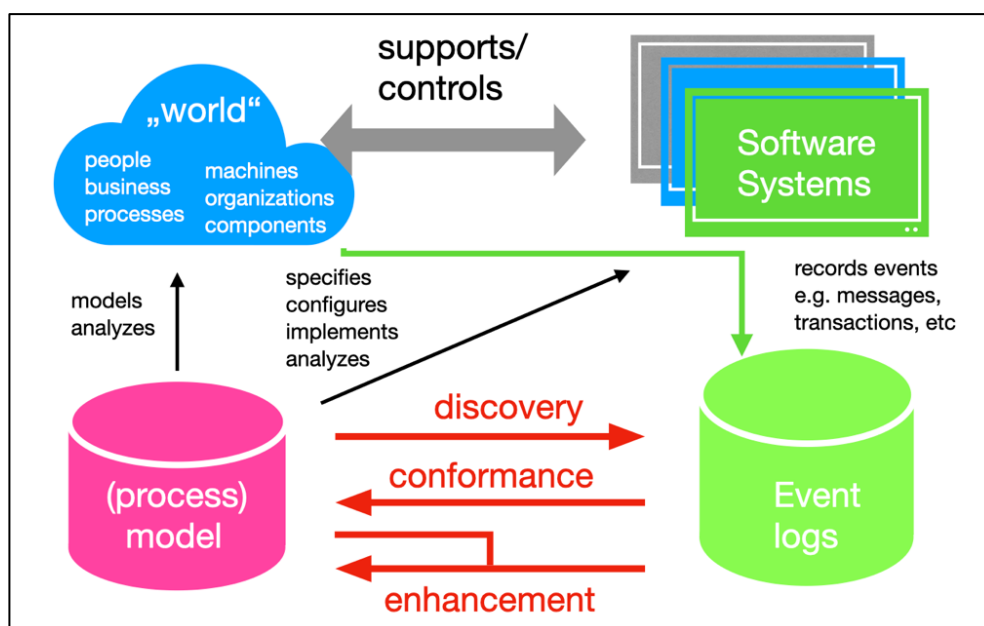 supports/
controls
„world“
people
business
processes
machines
organizations
components
Software
Systems
models
analyzes
specifies
configures
implements
analyzes
records events
e.g. messages,
transactions, etc
discovery
conformance
enhancement
(process)
model
Event
logs